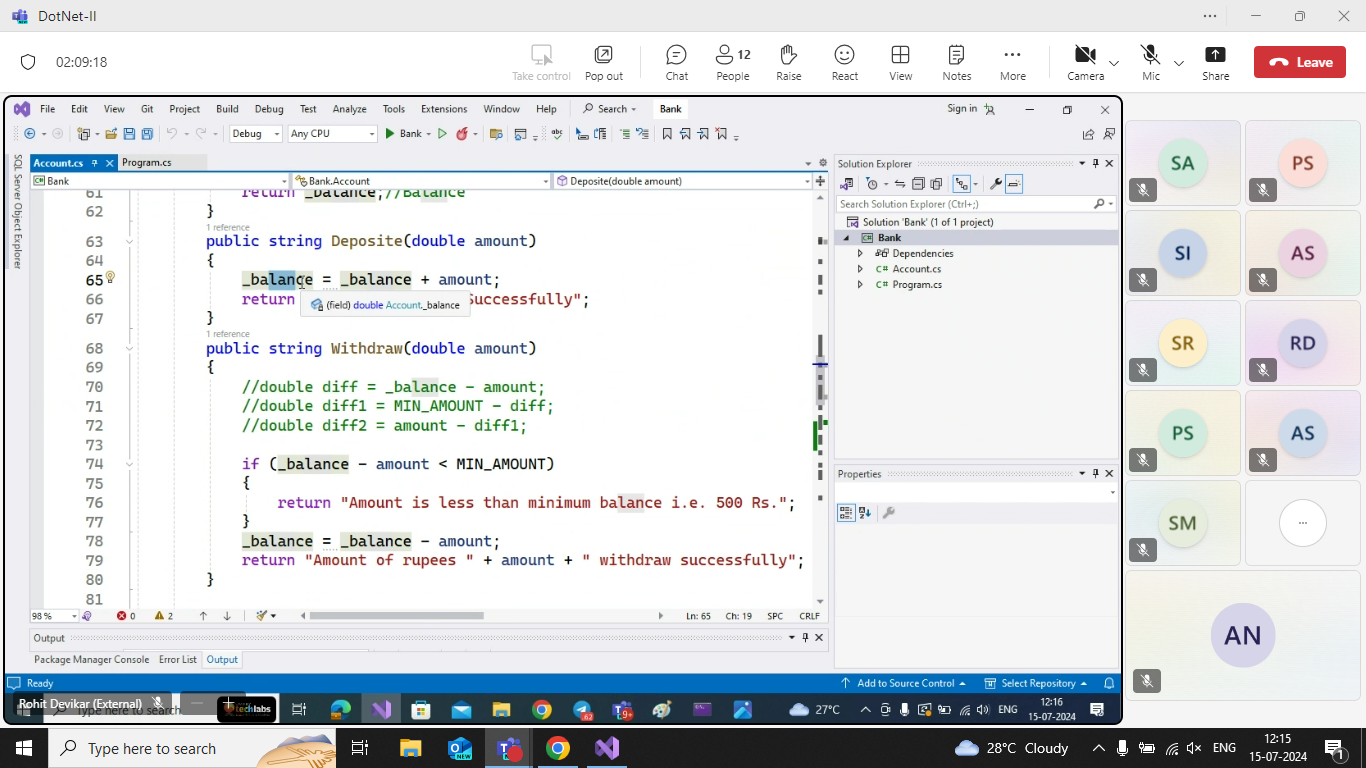 DotNet-II
02:09:18
Take control
Pop out
Chat
12
People
Raise
React
View
Notes
More
Camera
Mic
Share
Leave
File Edit View Git Project Build Debug Test Analyze Tools Extensions Window Help Search Bank Sign in
Debug Any CPU Bank
SQL Server Object Explorer
Account.cs Program.cs
Bank Bank.Account Deposite(double amount)
61 return _balance;//Balance
62 }
1 reference
63 public string Deposite(double amount)
64 {
65 _balance = _balance + amount;
66 return Successfully";
(field) double Account._balance
67 }
1 reference
68 public string Withdraw(double amount)
69 {
70 //double diff = _balance - amount;
71 //double diff1 = MIN_AMOUNT - diff;
72 //double diff2 = amount - diff1;
73
74 if (_balance - amount < MIN_AMOUNT)
75 {
76 return "Amount is less than minimum balance i.e. 500 Rs.";
77 }
78 _balance = _balance - amount;
79 return "Amount of rupees " + amount + " withdraw successfully";
80 }
81
98 % 0 2 Ln: 65 Ch: 19 SPC CRLF
Output
Package Manager Console Error List Output
Solution Explorer
Search Solution Explorer (Ctrl+;)
Solution 'Bank' (1 of 1 project)
C# Bank
Dependencies
C# Account.cs
C# Program.cs
Properties
Ready Add to Source Control Select Repository
Rohit Devikar (External)
Type here to search
techlabs
62
9+
27°C
ENG
12:16
15-07-2024
SA
PS
SI
AS
SR
RD
PS
AS
SM
...
AN
Type here to search
NEW
28°C Cloudy
ENG
12:15
15-07-2024
1